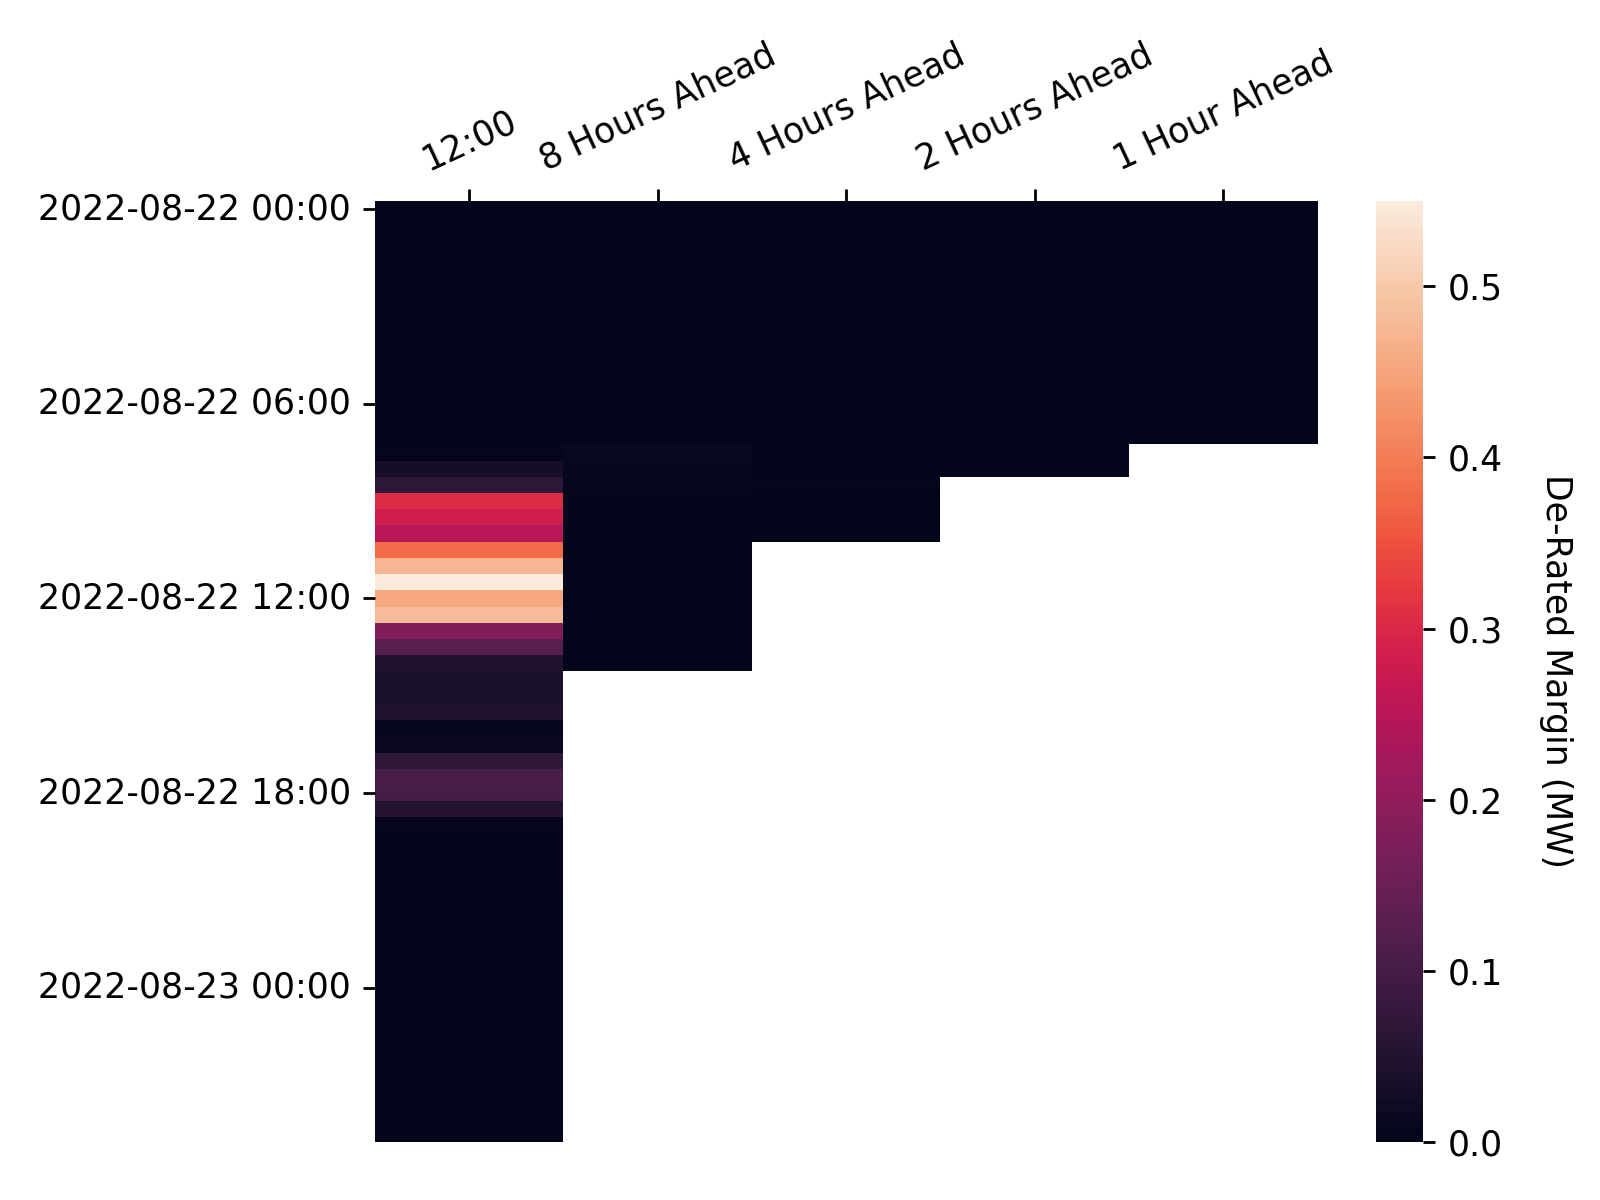 12:00
8 Hours Ahead
4 Hours Ahead
2 Hours Ahead
1 Hour Ahead
2022-08-22 00:00
2022-08-22 06:00
2022-08-22 12:00
2022-08-22 18:00
2022-08-23 00:00
0.5
0.4
0.3
0.2
0.1
0.0
De-Rated Margin (MW)